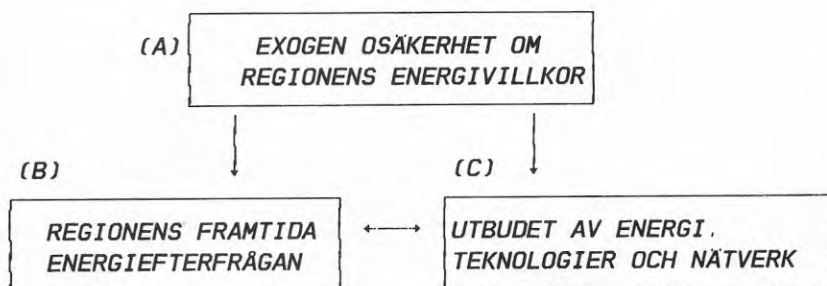 (A)
EXOGEN OSÄKERHET OM
REGIONENS ENERGIVILLKOR
(B)
(C)
REGIONENS FRAMTIDA
ENERGIEFTERFRÅGAN
UTBUDET AV ENERGI,
TEKNOLOGIER OCH NÄTVERK